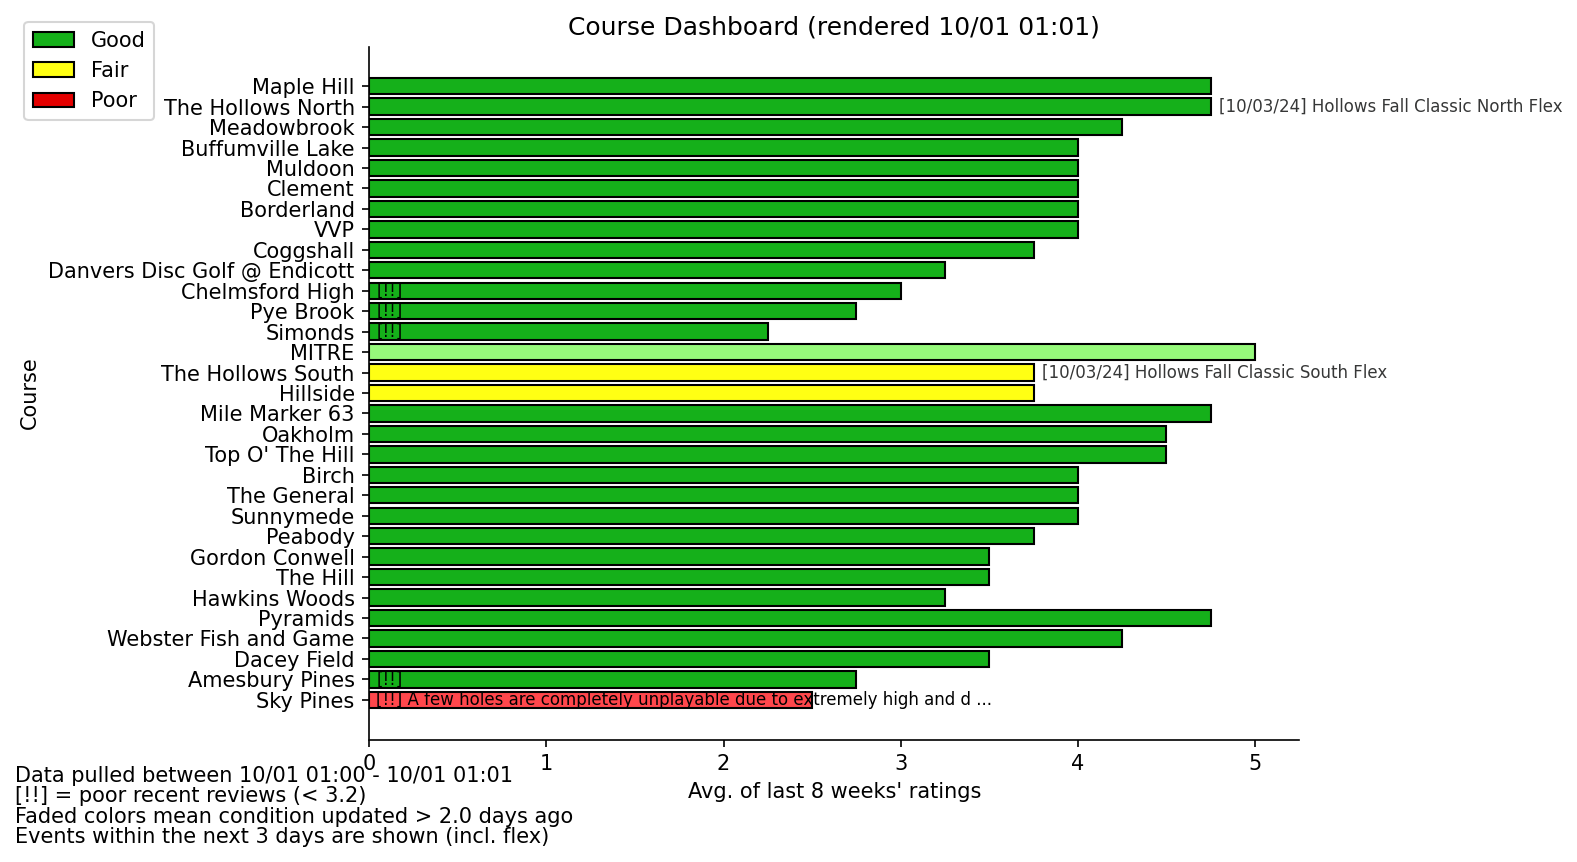 Course Dashboard (rendered 10/01 01:01)
Good
Fair
Poor
Maple Hill
The Hollows North [10/03/24] Hollows Fall Classic North Flex
Meadowbrook
Buffumville Lake
Muldoon
Clement
Borderland
VVP
Coggshall
Danvers Disc Golf @ Endicott
Chelmsford High [!!]
Pye Brook [!!]
Simonds [!!]
MITRE
The Hollows South [10/03/24] Hollows Fall Classic South Flex
Hillside
Mile Marker 63
Oakholm
Top O' The Hill
Birch
The General
Sunnymede
Peabody
Gordon Conwell
The Hill
Hawkins Woods
Pyramids
Webster Fish and Game
Dacey Field
Amesbury Pines [!!]
Sky Pines [!!] A few holes are completely unplayable due to extremely high and d ...
Course
0 1 2 3 4 5
Avg. of last 8 weeks' ratings
Data pulled between 10/01 01:00 - 10/01 01:01
[!!] = poor recent reviews (< 3.2)
Faded colors mean condition updated > 2.0 days ago
Events within the next 3 days are shown (incl. flex)